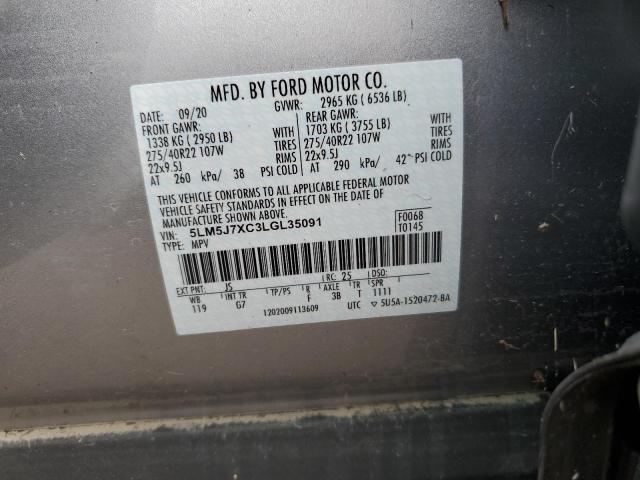 MFD. BY FORD MOTOR CO.
DATE: 09/20 GVWR: 2965 KG ( 6536 LB)
FRONT GAWR: REAR GAWR:
1338 KG ( 2950 LB) WITH 1703 KG ( 3755 LB) WITH
275/40R22 107W TIRES 275/40R22 107W TIRES
22x9.5J RIMS 22x9.5J RIMS
AT 260 kPa/ 38 PSI COLD AT 290 kPa/ 42 PSI COLD
THIS VEHICLE CONFORMS TO ALL APPLICABLE FEDERAL MOTOR
VEHICLE SAFETY STANDARDS IN EFFECT ON THE DATE OF MANUFACTURE
SHOWN ABOVE.
VIN: 5LM5J7XC3LGL35091 F0068
TYPE: MPV T0145
EXT PNT: JS RC: 25 DSO:
WB INT TR TP/PS R AXLE TR SPR
119 G7 F 3B T 1111
1202009113609 UTC 5U5A-1520472-BA